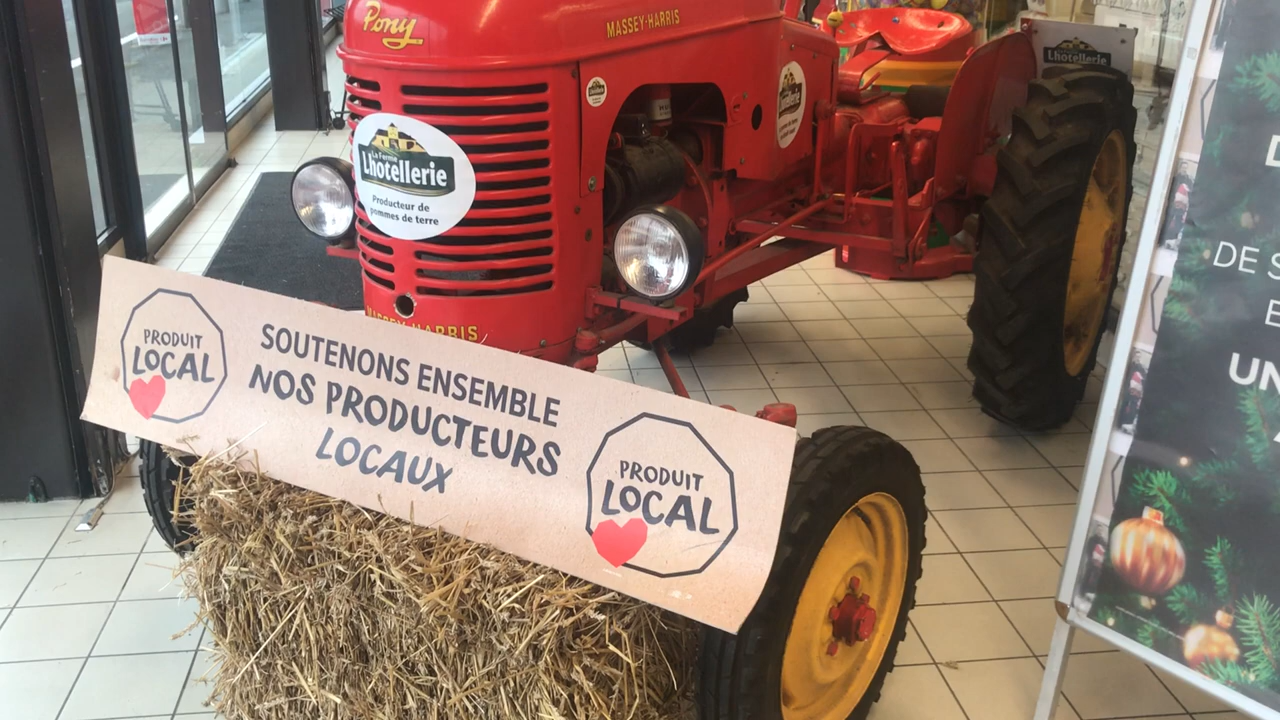 Pony
MASSEY-HARRIS
La Ferme
Lhotellerie
Producteur de
pommes de terre
Lhotellerie
MASSEY-HARRIS
PRODUIT
LOCAL
SOUTENONS ENSEMBLE
NOS PRODUCTEURS
LOCAUX
PRODUIT
LOCAL
DE S
UN